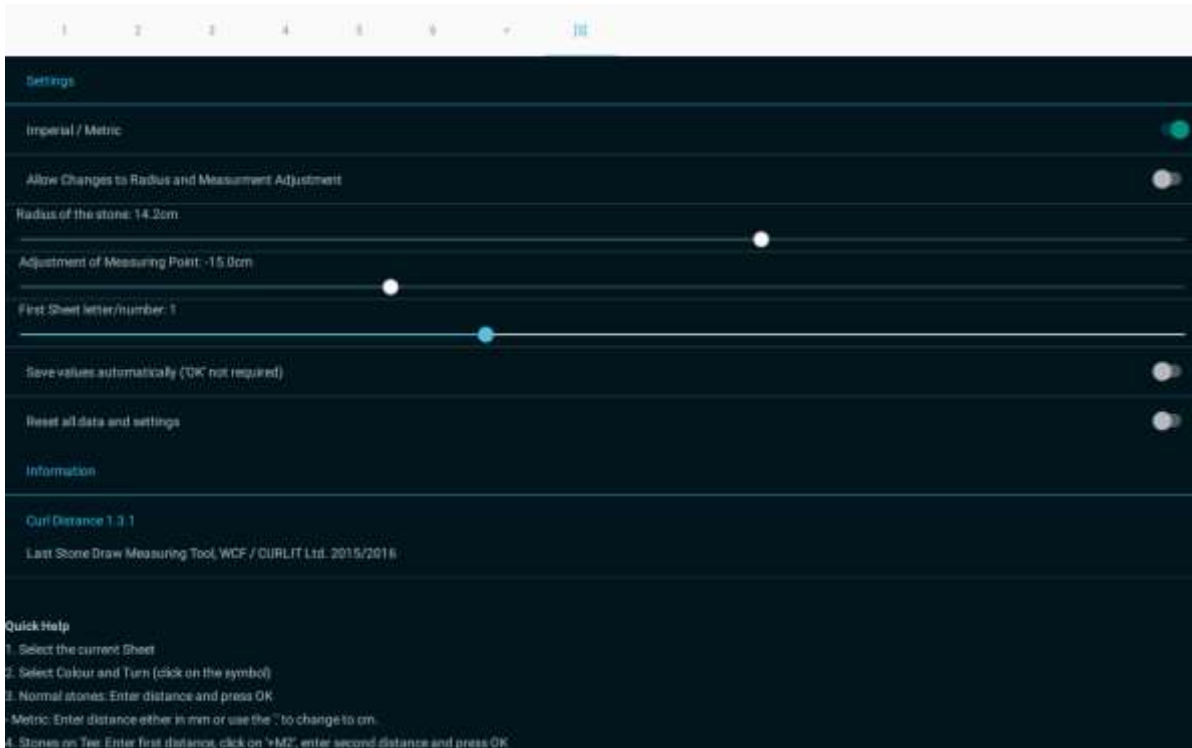 1 2 3 4 5 6 +
Settings
Imperial / Metric
Allow Changes to Radius and Measurment Adjustment
Radius of the stone: 14.2cm
Adjustment of Measuring Point: -15.0cm
First Sheet letter/number: 1
Save values automatically ('OK' not required)
Reset all data and settings
Information
Curl Distance 1.3.1
Last Stone Draw Measuring Tool, WCF / CURLIT Ltd. 2015/2016
Quick Help
1. Select the current Sheet
2. Select Colour and Turn (click on the symbol)
3. Normal stones: Enter distance and press OK
- Metric: Enter distance either in mm or use the '.' to change to cm.
4. Stones on Tee: Enter first distance, click on '>M2', enter second distance and press OK